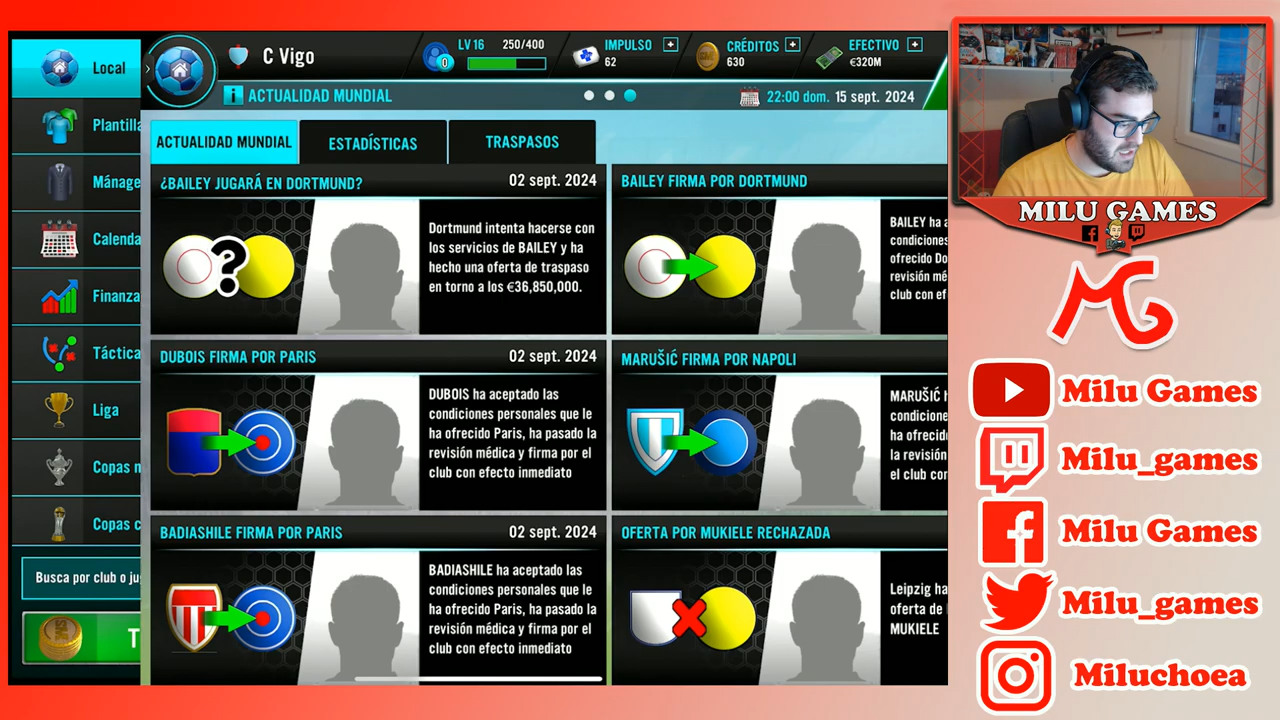 Local
Plantilla
Mánage
Calenda
Finanza
Táctica
Liga
Copas n
Copas c
Busca por club o ju
T
C Vigo
0
LV 16 250/400
IMPULSO +
62
CRÉDITOS +
630
EFECTIVO +
€320M
i ACTUALIDAD MUNDIAL
22:00 dom. 15 sept. 2024
ACTUALIDAD MUNDIAL
ESTADÍSTICAS
TRASPASOS
¿BAILEY JUGARÁ EN DORTMUND?
02 sept. 2024
?
Dortmund intenta hacerse con
los servicios de BAILEY y ha
hecho una oferta de traspaso
en torno a los €36,850,000.
BAILEY FIRMA POR DORTMUND
BAILEY ha a
condiciones
ofrecido Do
revisión mé
club con ef
DUBOIS FIRMA POR PARIS
02 sept. 2024
DUBOIS ha aceptado las
condiciones personales que le
ha ofrecido Paris, ha pasado la
revisión médica y firma por el
club con efecto inmediato
MARUŠIĆ FIRMA POR NAPOLI
MARUŠIĆ h
condicione
ha ofrecido
la revisión
el club con
BADIASHILE FIRMA POR PARIS
02 sept. 2024
BADIASHILE ha aceptado las
condiciones personales que le
ha ofrecido Paris, ha pasado la
revisión médica y firma por el
club con efecto inmediato
OFERTA POR MUKIELE RECHAZADA
Leipzig ha
oferta de
MUKIELE
MILU GAMES
MG
Milu Games
Milu_games
Milu Games
Milu_games
Miluchoea